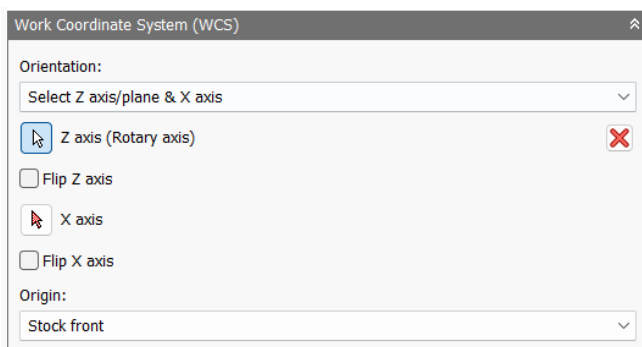 Work Coordinate System (WCS)
Orientation:
Select Z axis/plane & X axis
Z axis (Rotary axis)
Flip Z axis
X axis
Flip X axis
Origin:
Stock front